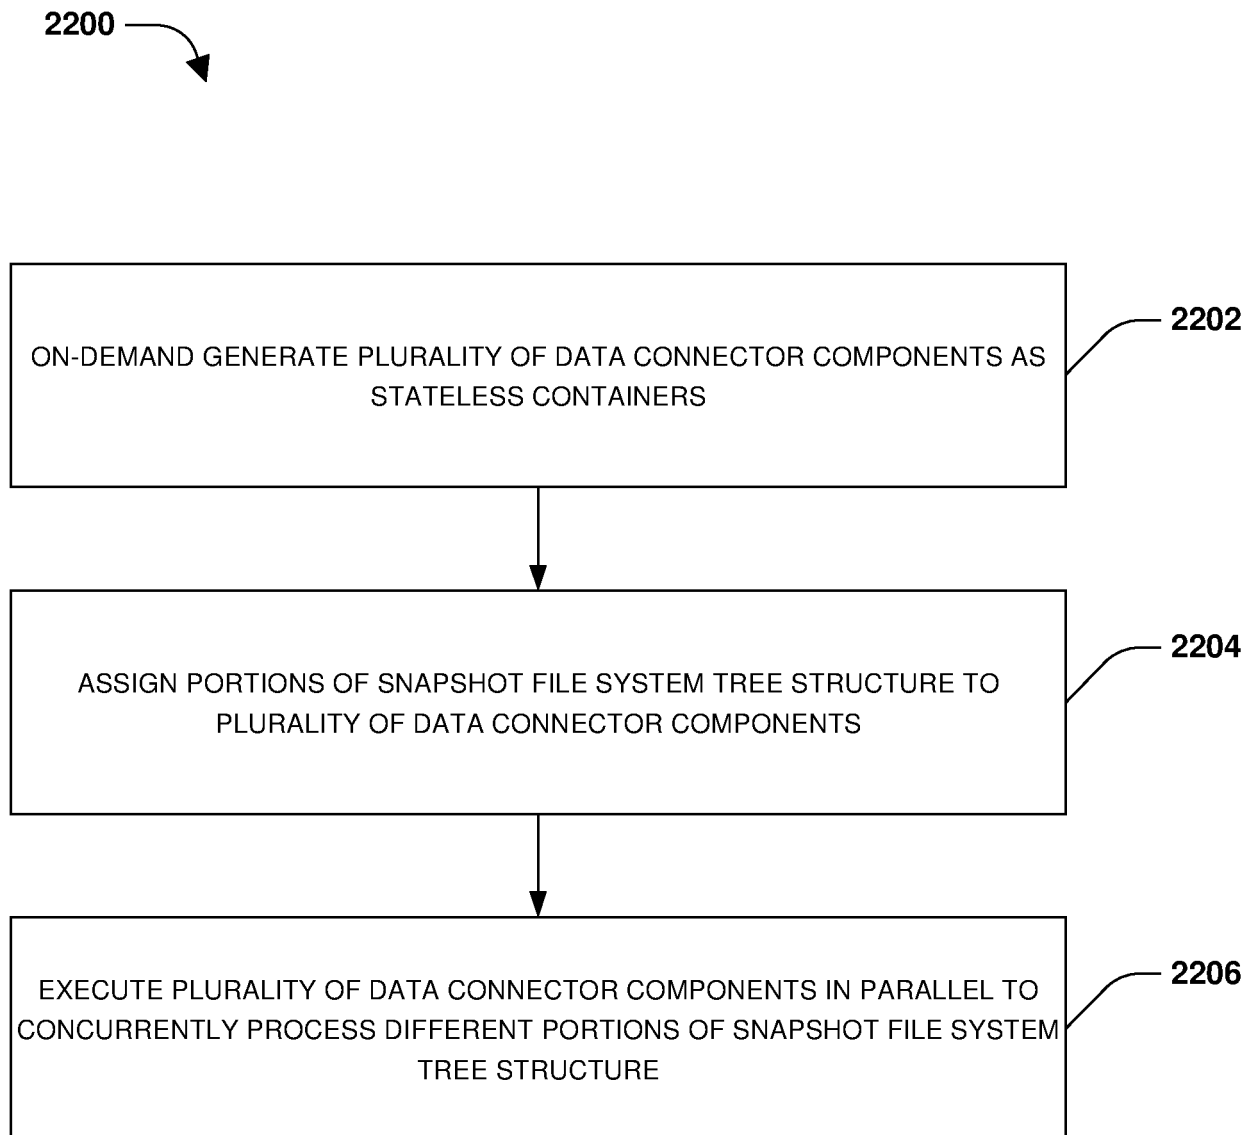 2200
ON-DEMAND GENERATE PLURALITY OF DATA CONNECTOR COMPONENTS AS
STATELESS CONTAINERS
2202
ASSIGN PORTIONS OF SNAPSHOT FILE SYSTEM TREE STRUCTURE TO
PLURALITY OF DATA CONNECTOR COMPONENTS
2204
EXECUTE PLURALITY OF DATA CONNECTOR COMPONENTS IN PARALLEL TO
CONCURRENTLY PROCESS DIFFERENT PORTIONS OF SNAPSHOT FILE SYSTEM
TREE STRUCTURE
2206